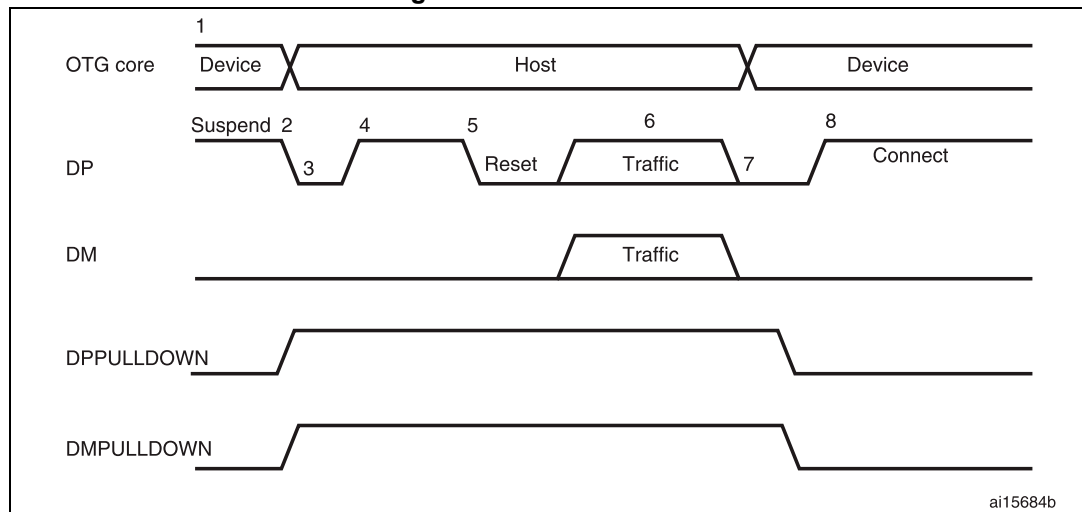 1
OTG core Device Host Device
Suspend 2 4 5 6 8
DP 3 Reset Traffic 7 Connect
DM Traffic
DPPULLDOWN
DMPULLDOWN
ai15684b